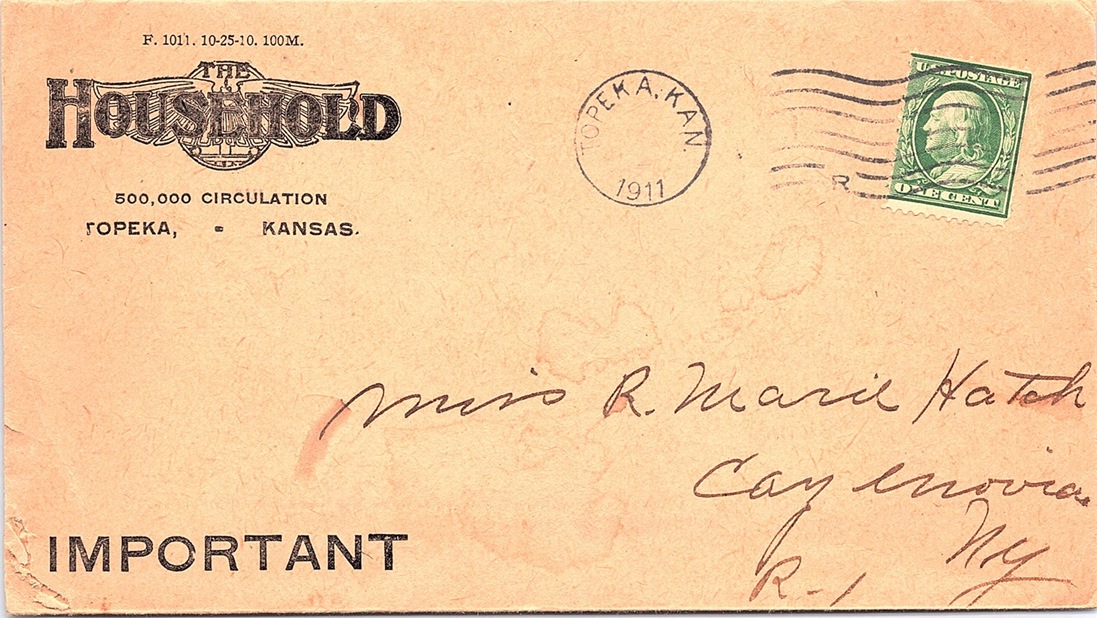 F. 1011. 10-25-10. 100M.
THE
HOUSEHOLD
500,000 CIRCULATION
TOPEKA, - KANSAS.
TOPEKA, KAN.
1911
R
U.S. POSTAGE
ONE CENT
Miss R. Marie Hatch
Cazenovia
NY
R-1
IMPORTANT